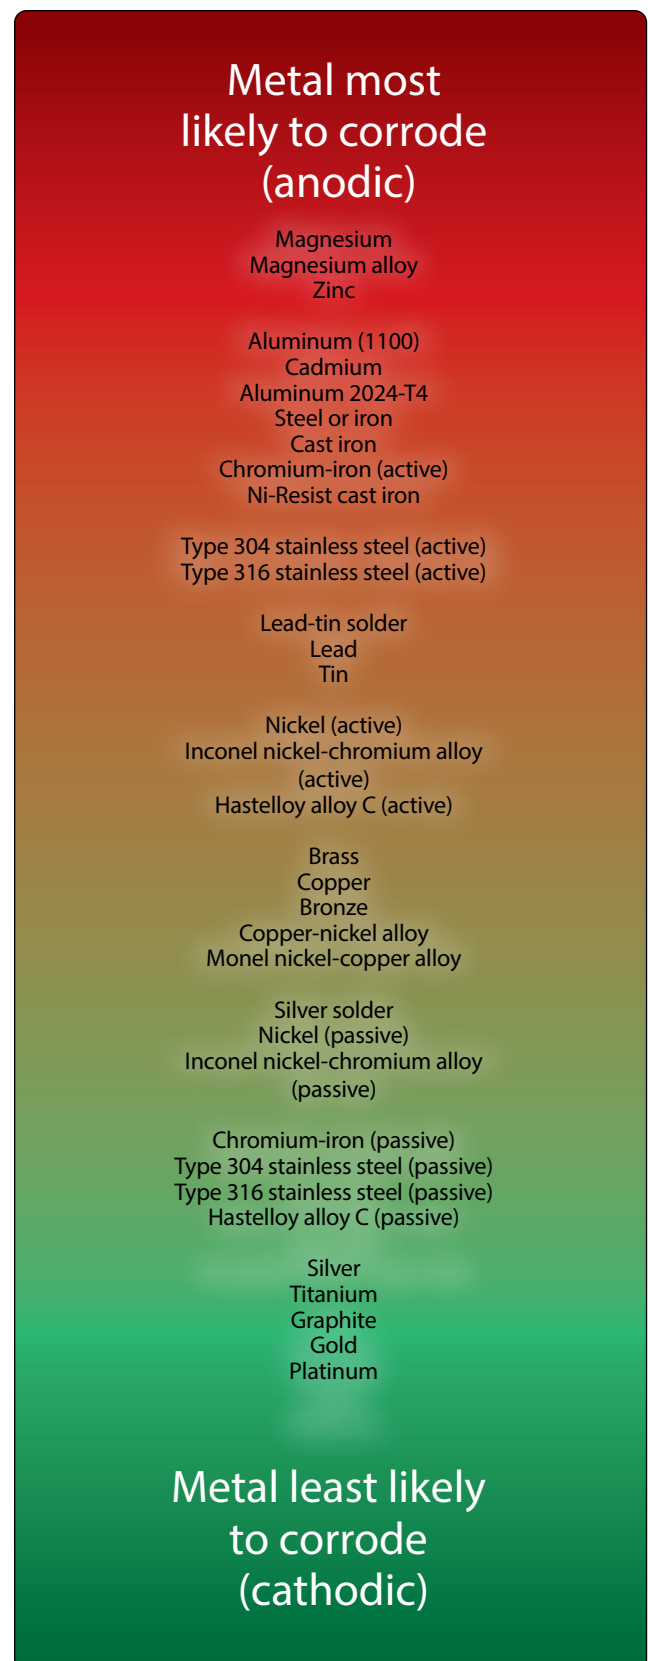 Metal most
likely to corrode
(anodic)
Magnesium
Magnesium alloy
Zinc
Aluminum (1100)
Cadmium
Aluminum 2024-T4
Steel or iron
Cast iron
Chromium-iron (active)
Ni-Resist cast iron
Type 304 stainless steel (active)
Type 316 stainless steel (active)
Lead-tin solder
Lead
Tin
Nickel (active)
Inconel nickel-chromium alloy
(active)
Hastelloy alloy C (active)
Brass
Copper
Bronze
Copper-nickel alloy
Monel nickel-copper alloy
Silver solder
Nickel (passive)
Inconel nickel-chromium alloy
(passive)
Chromium-iron (passive)
Type 304 stainless steel (passive)
Type 316 stainless steel (passive)
Hastelloy alloy C (passive)
Silver
Titanium
Graphite
Gold
Platinum
Metal least likely
to corrode
(cathodic)